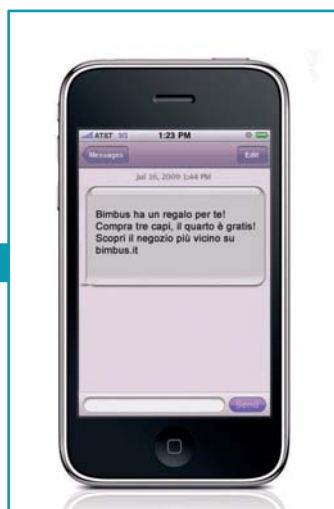 AT&T 3G 1:23 PM
Messages Edit
Jul 16, 2009 1:44 PM
Bimbus ha un regalo per te!
Compra tre capi, il quarto è gratis!
Scopri il negozio più vicino su
bimbus.it
Send